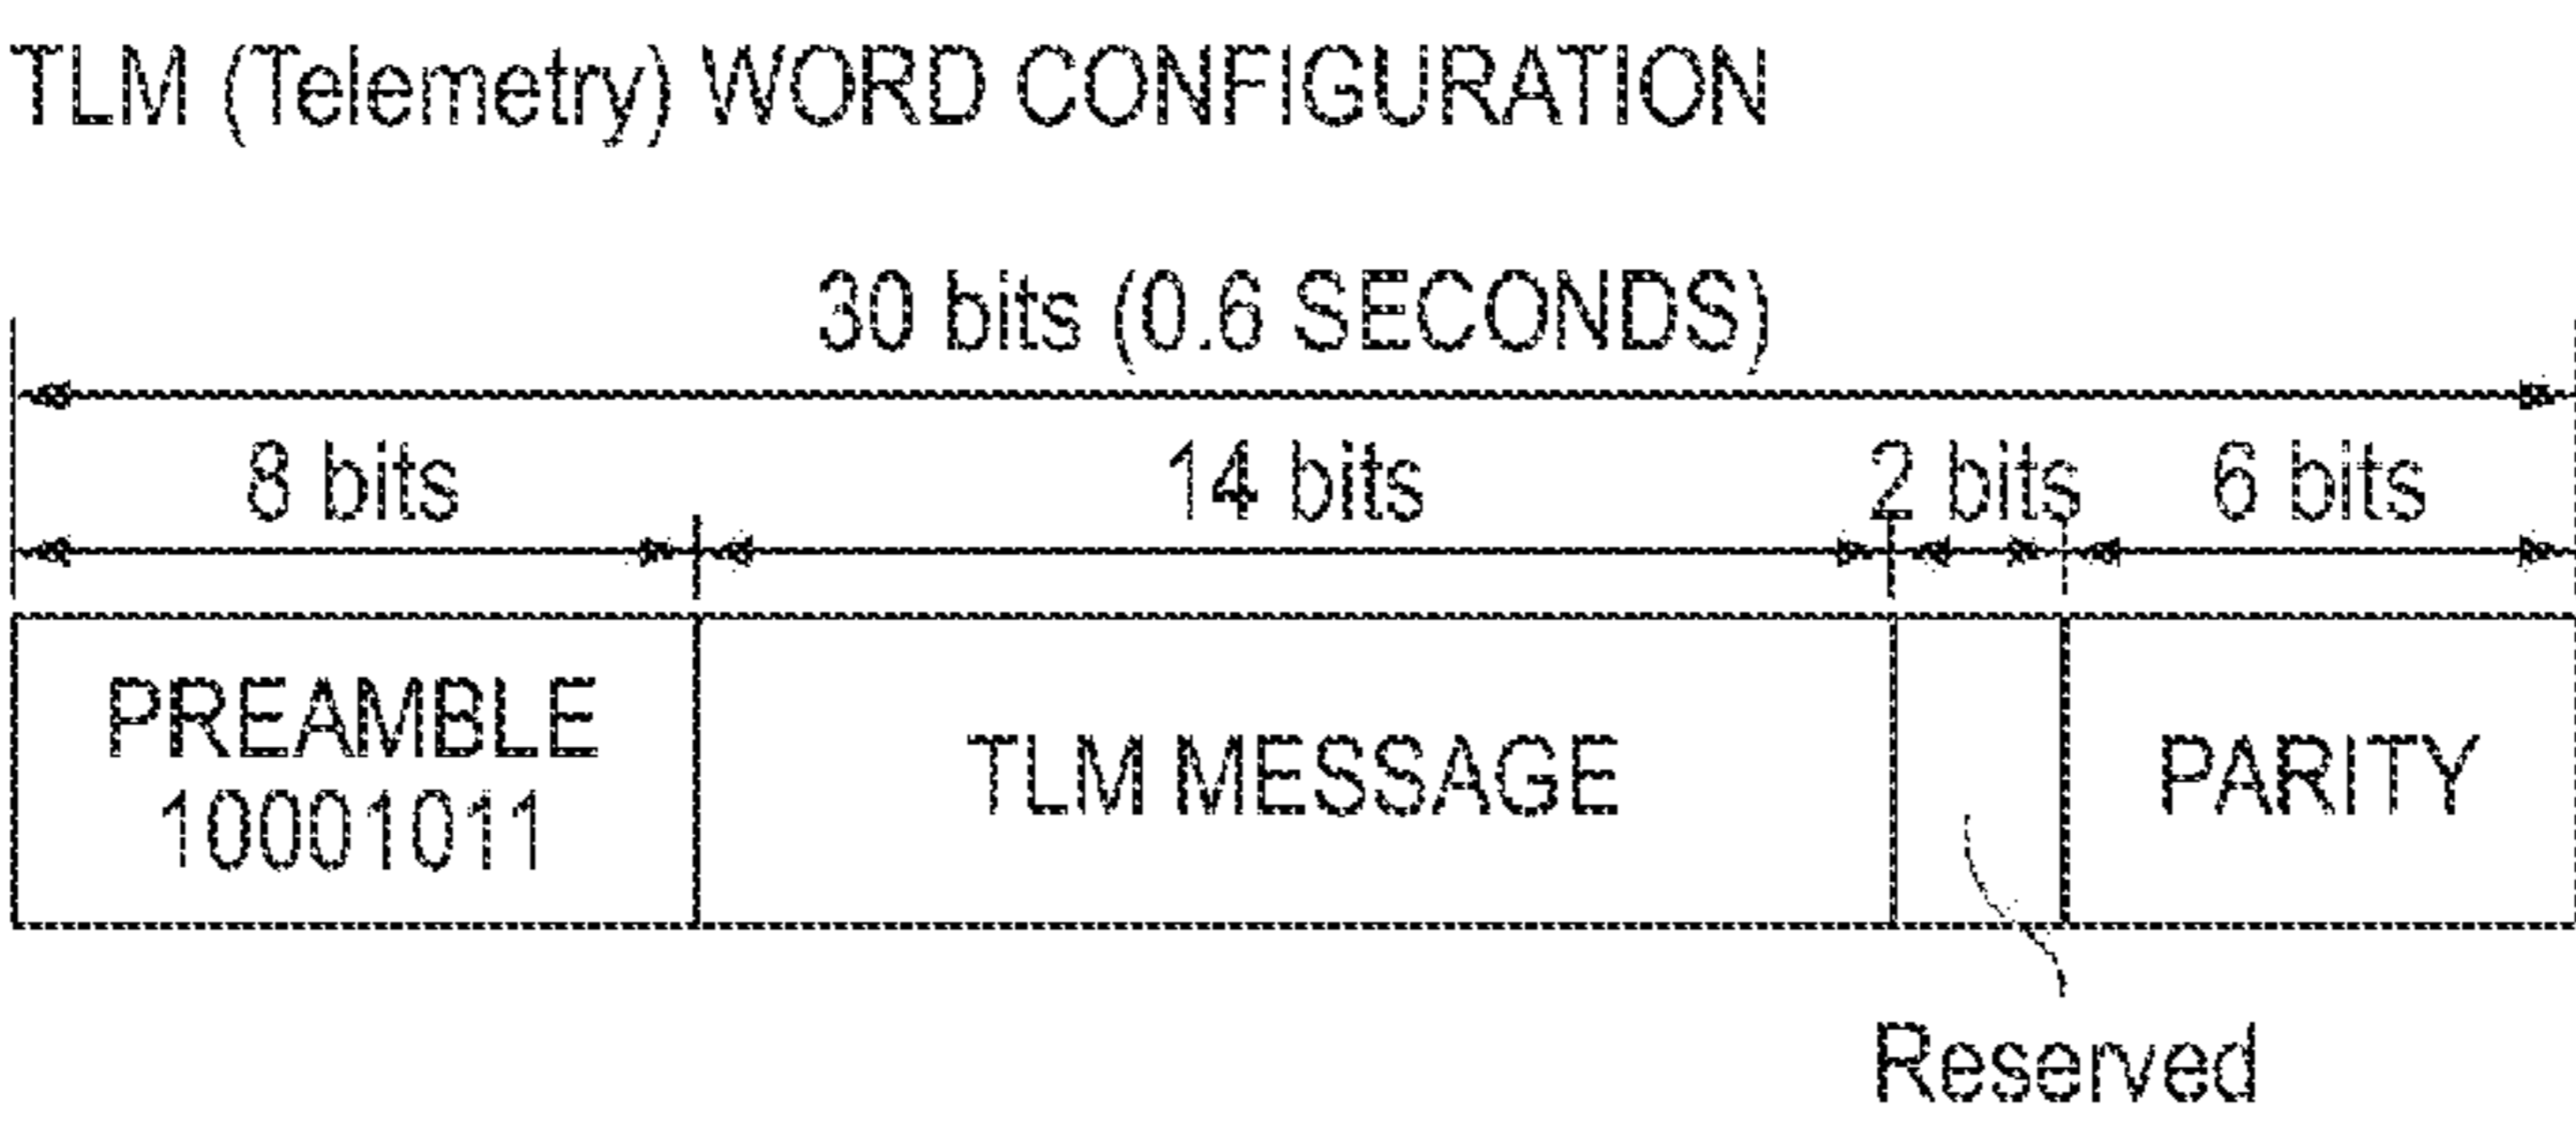 TLM (Telemetry) WORD CONFIGURATION
30 bits (0.6 SECONDS)
8 bits 14 bits 2 bits 6 bits
PREAMBLE
10001011
TLM MESSAGE
PARITY
Reserved